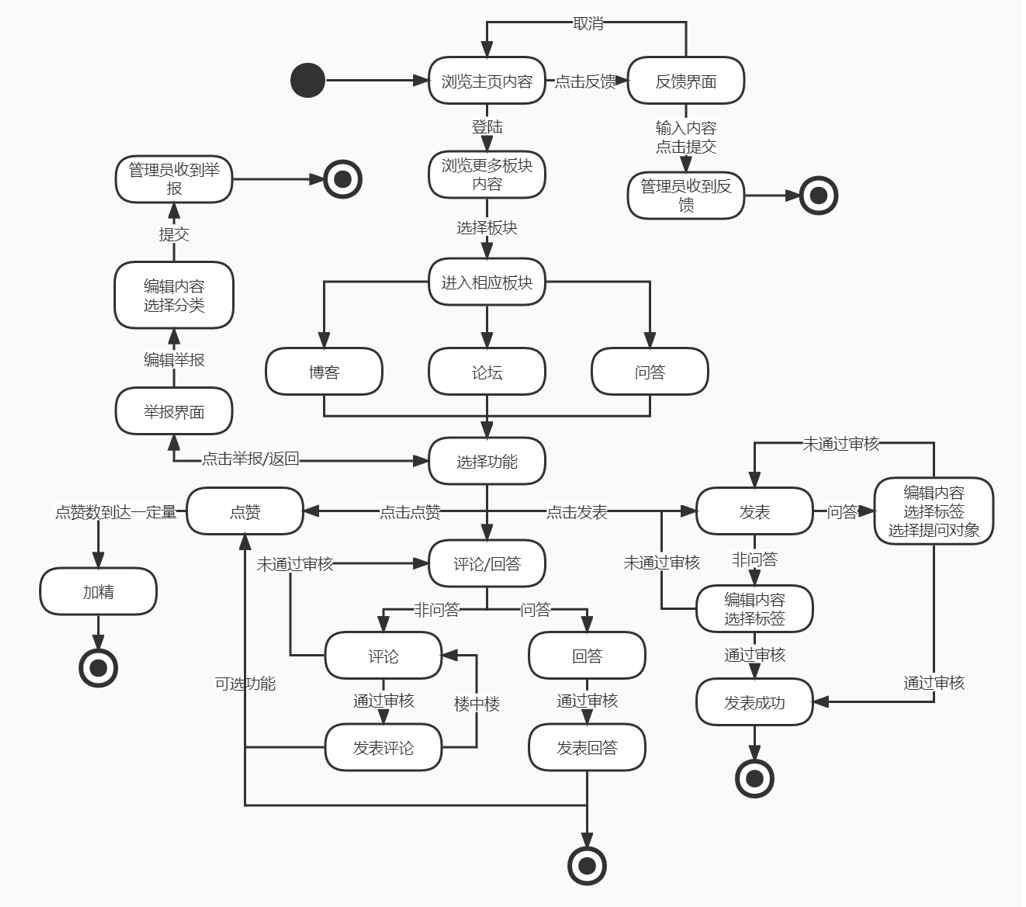 取消
浏览主页内容
点击反馈
反馈界面
登陆
输入内容
点击提交
浏览更多板块
内容
管理员收到举
报
管理员收到反
馈
提交
选择板块
编辑内容
选择分类
进入相应板块
编辑举报
博客
论坛
问答
举报界面
点击举报/返回
选择功能
未通过审核
点赞数到达一定量
点赞
点击点赞
点击发表
发表
问答
编辑内容
选择标签
选择提问对象
未通过审核
评论/回答
未通过审核
非问答
加精
编辑内容
选择标签
非问答
问答
评论
回答
通过审核
可选功能
通过审核
楼中楼
通过审核
通过审核
发表成功
发表评论
发表回答